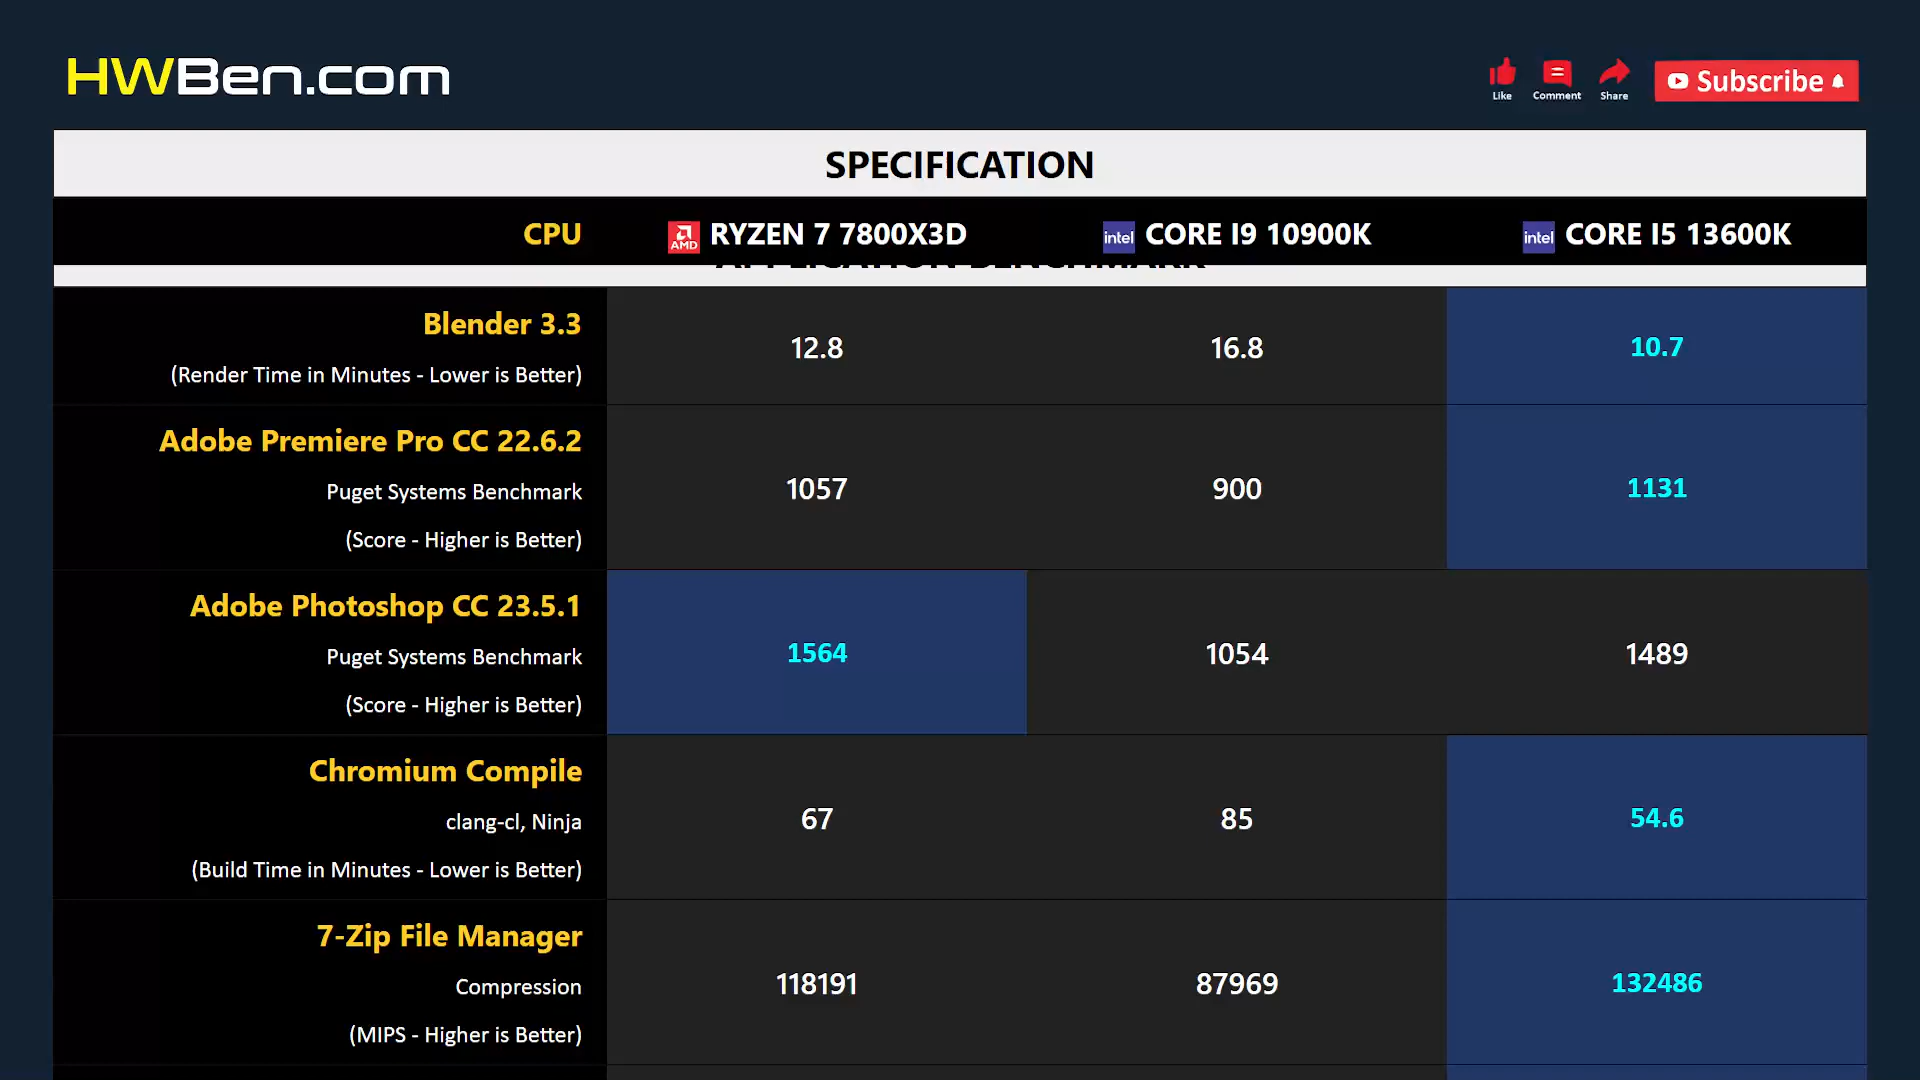 HWBen.com
Like
Comment
Share
Subscribe
SPECIFICATION
CPU
AMD RYZEN 7 7800X3D
intel CORE I9 10900K
intel CORE I5 13600K
APPLICATION BENCHMARK
Blender 3.3
(Render Time in Minutes - Lower is Better)
12.8
16.8
10.7
Adobe Premiere Pro CC 22.6.2
Puget Systems Benchmark
(Score - Higher is Better)
1057
900
1131
Adobe Photoshop CC 23.5.1
Puget Systems Benchmark
(Score - Higher is Better)
1564
1054
1489
Chromium Compile
clang-cl, Ninja
(Build Time in Minutes - Lower is Better)
67
85
54.6
7-Zip File Manager
Compression
(MIPS - Higher is Better)
118191
87969
132486